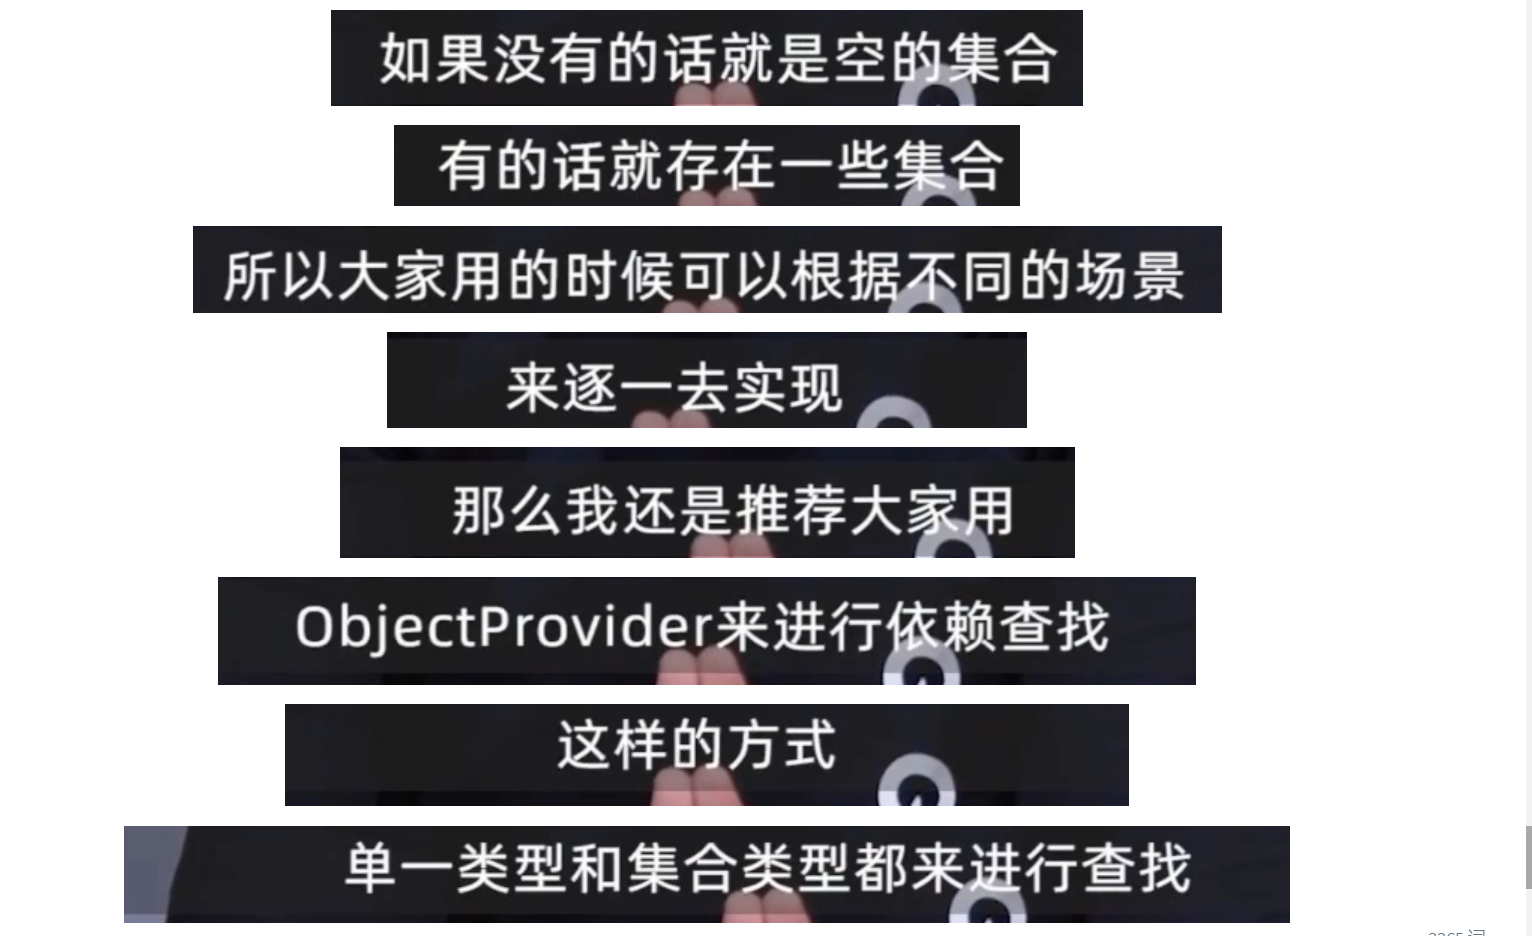 如果没有的话就是空的集合
有的话就存在一些集合
所以大家用的时候可以根据不同的场景
来逐一去实现
那么我还是推荐大家用
ObjectProvider来进行依赖查找
这样的方式
单一类型和集合类型都来进行查找